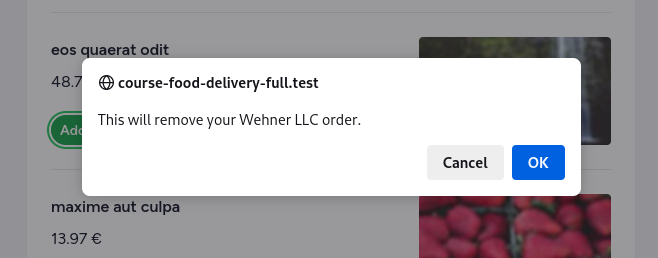 eos quaerat odit
48.7
Add
course-food-delivery-full.test
This will remove your Wehner LLC order.
Cancel
OK
maxime aut culpa
13.97 €